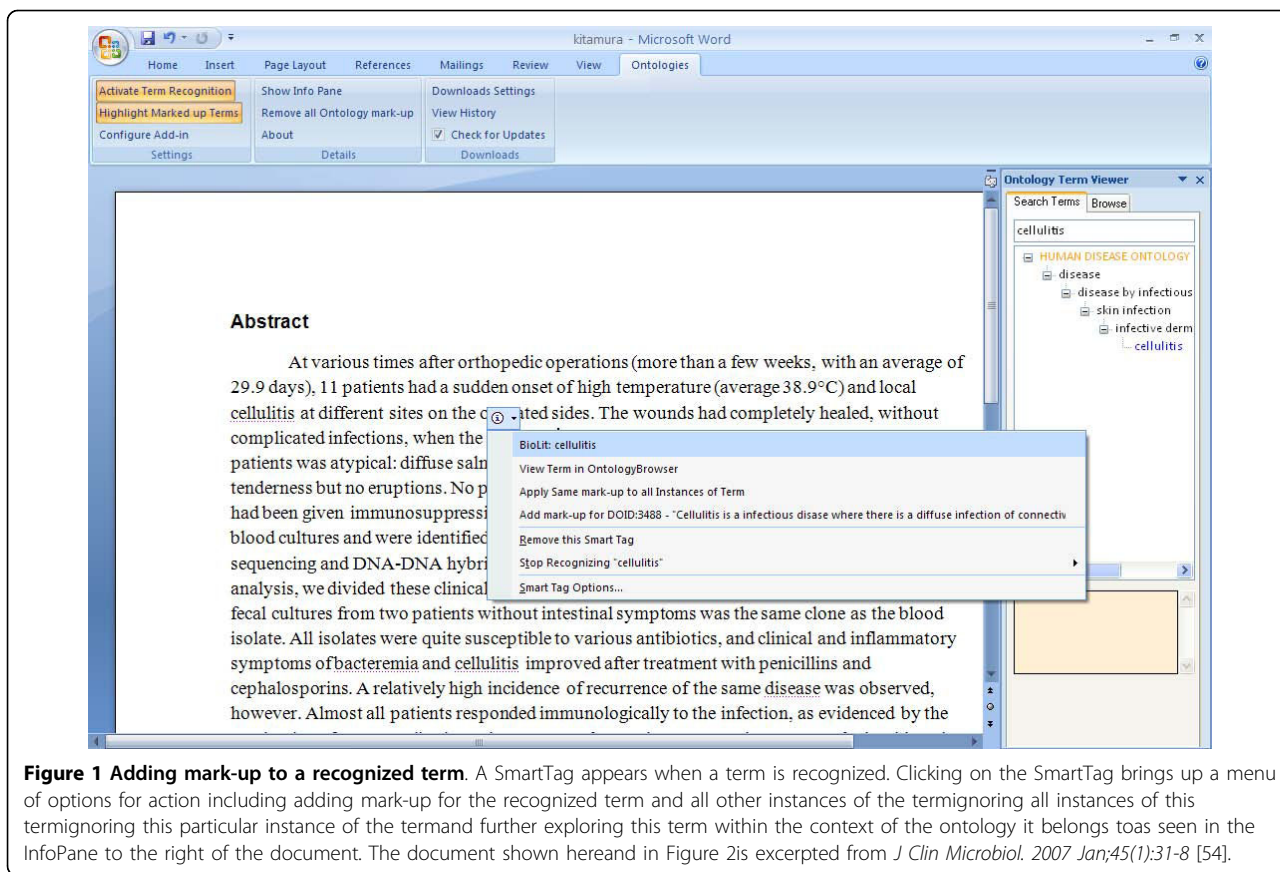 kitamura - Microsoft Word
Home Insert Page Layout References Mailings Review View Ontologies
Activate Term Recognition
Highlight Marked up Terms
Configure Add-in
Settings
Show Info Pane
Remove all Ontology mark-up
About
Details
Downloads Settings
View History
Check for Updates
Downloads
Ontology Term Viewer
Search Terms Browse
cellulitis
HUMAN DISEASE ONTOLOGY
disease
disease by infectious
skin infection
infective derm
cellulitis
Abstract
At various times after orthopedic operations (more than a few weeks, with an average of
29.9 days), 11 patients had a sudden onset of high temperature (average 38.9°C) and local
cellulitis at different sites on the o ated sides. The wounds had completely healed, without
complicated infections, when the
patients was atypical: diffuse saln
tenderness but no eruptions. No p
had been given immunosuppressi
blood cultures and were identified
sequencing and DNA-DNA hybri
analysis, we divided these clinical
fecal cultures from two patients without intestinal symptoms was the same clone as the blood
isolate. All isolates were quite susceptible to various antibiotics, and clinical and inflammatory
symptoms of bacteremia and cellulitis improved after treatment with penicillins and
cephalosporins. A relatively high incidence of recurrence of the same disease was observed,
however. Almost all patients responded immunologically to the infection, as evidenced by the
BioLit: cellulitis
View Term in OntologyBrowser
Apply Same mark-up to all Instances of Term
Add mark-up for DOID:3488 - "Cellulitis is a infectious disase where there is a diffuse infection of connectiv
Remove this Smart Tag
Stop Recognizing "cellulitis"
Smart Tag Options...
Figure 1 Adding mark-up to a recognized term. A SmartTag appears when a term is recognized. Clicking on the SmartTag brings up a menu
of options for action including adding mark-up for the recognized term and all other instances of the termignoring all instances of this
termignoring this particular instance of the termand further exploring this term within the context of the ontology it belongs toas seen in the
InfoPane to the right of the document. The document shown hereand in Figure 2is excerpted from J Clin Microbiol. 2007 Jan;45(1):31-8 [54].